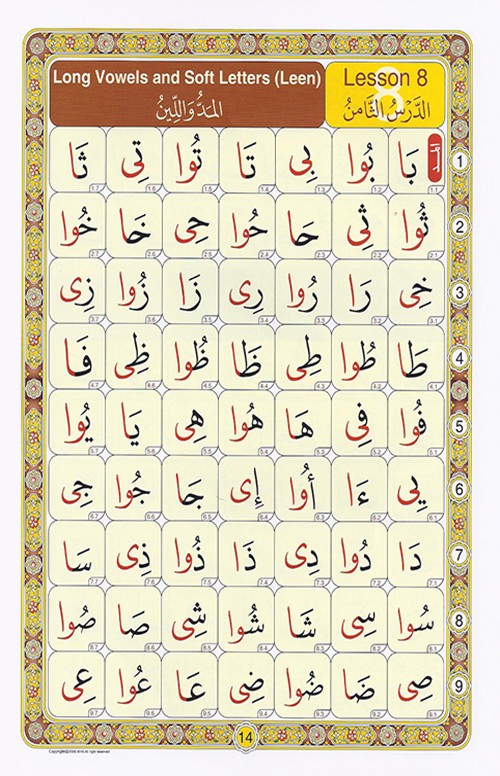 Long Vowels and Soft Letters (Leen)
Lesson 8
8
المَدُّ وَاللِّينُ
الدَّرْسُ الثَّامِنُ
المد
بَا بُوا بِى تَا تُوا تِى ثَا 1
ثُوا ثِى حَا حُوا حِى خَا خُوا 2
خِى رَا رُوا رِى زَا زُوا زِى 3
طَا طُوا طِى ظَا ظُوا ظِى فَا 4
فُوا فِى هَا هُوا هِى يَا يُوا 5
يِى ءَا أُوا إِى جَا جُوا جِى 6
دَا دُوا دِى ذَا ذُوا ذِى سَا 7
سُوا سِى شَا شُوا شِى صَا صُوا 8
صِى ضَا ضُوا ضِى عَا عُوا عِى 9
14